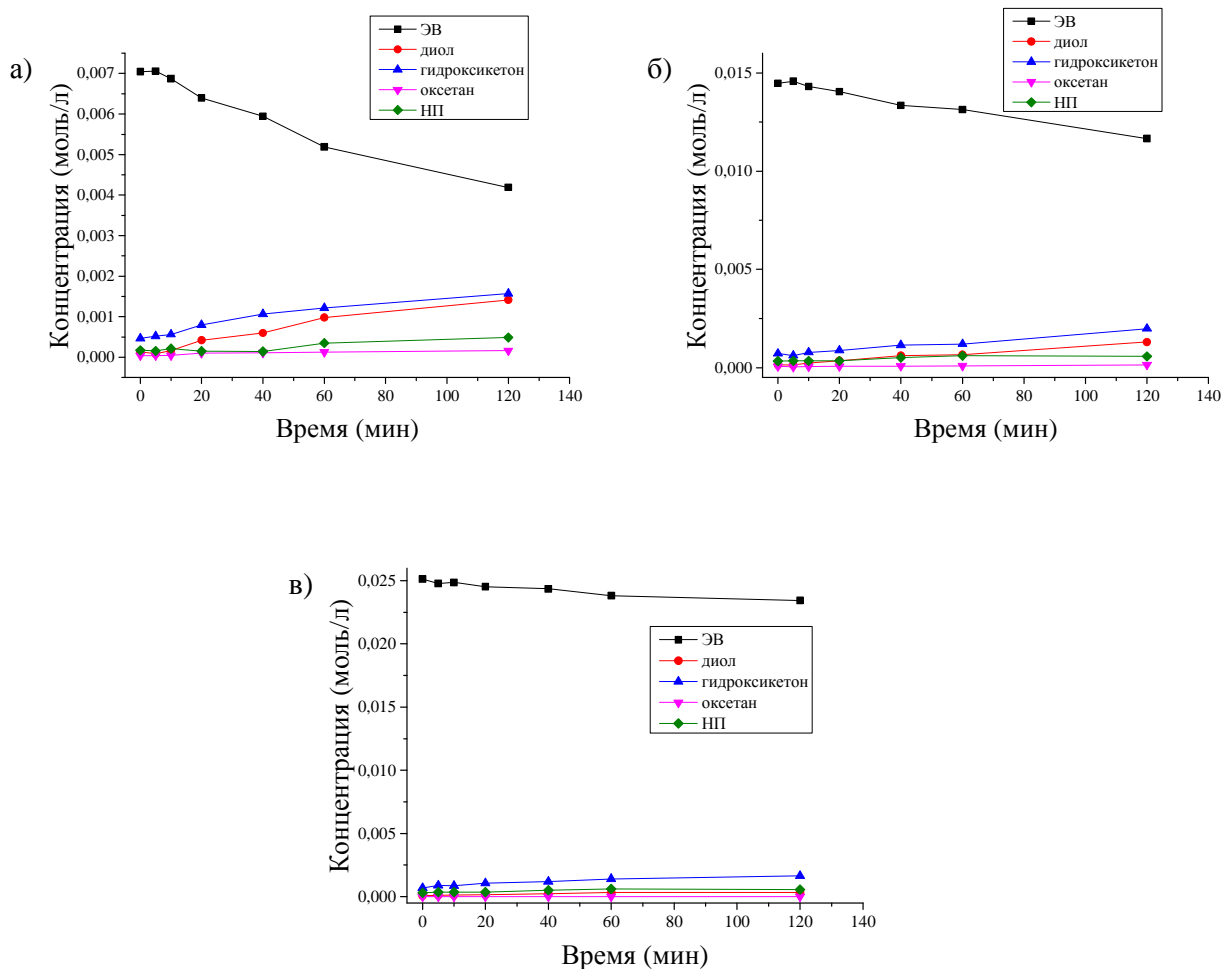 а)
ЭВ
диол
гидроксикетон
оксетан
НП
0,007
0,006
0,005
0,004
0,003
0,002
0,001
0,000
Концентрация (моль/л)
0 20 40 60 80 100 120 140
Время (мин)
б)
ЭВ
диол
гидроксикетон
оксетан
НП
0,015
0,010
0,005
0,000
Концентрация (моль/л)
0 20 40 60 80 100 120 140
Время (мин)
в)
ЭВ
диол
гидроксикетон
оксетан
НП
0,025
0,020
0,015
0,010
0,005
0,000
Концентрация (моль/л)
0 20 40 60 80 100 120 140
Время (мин)